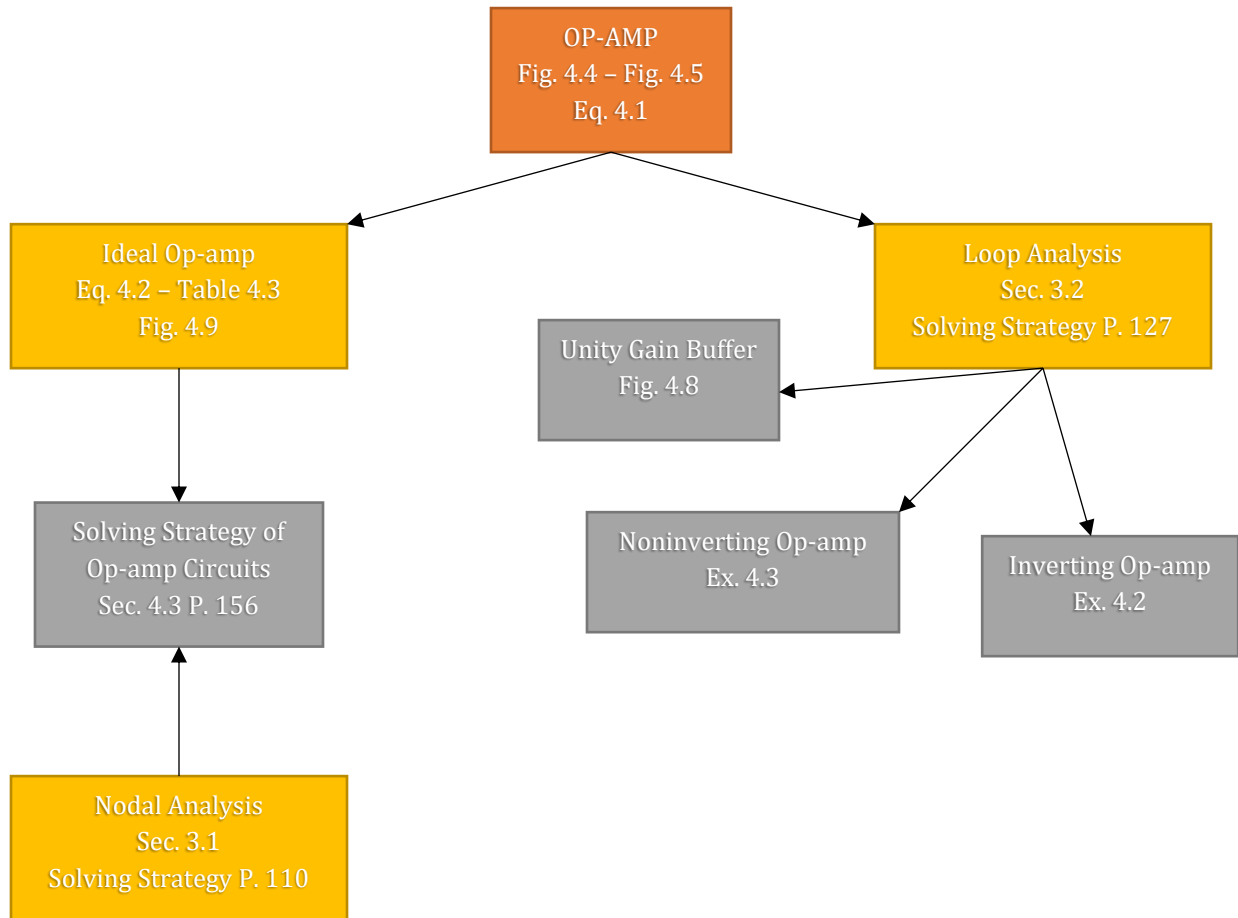 OP-AMP
Fig. 4.4 – Fig. 4.5
Eq. 4.1
Ideal Op-amp
Eq. 4.2 – Table 4.3
Fig. 4.9
Loop Analysis
Sec. 3.2
Solving Strategy P. 127
Unity Gain Buffer
Fig. 4.8
Solving Strategy of
Op-amp Circuits
Sec. 4.3 P. 156
Noninverting Op-amp
Ex. 4.3
Inverting Op-amp
Ex. 4.2
Nodal Analysis
Sec. 3.1
Solving Strategy P. 110